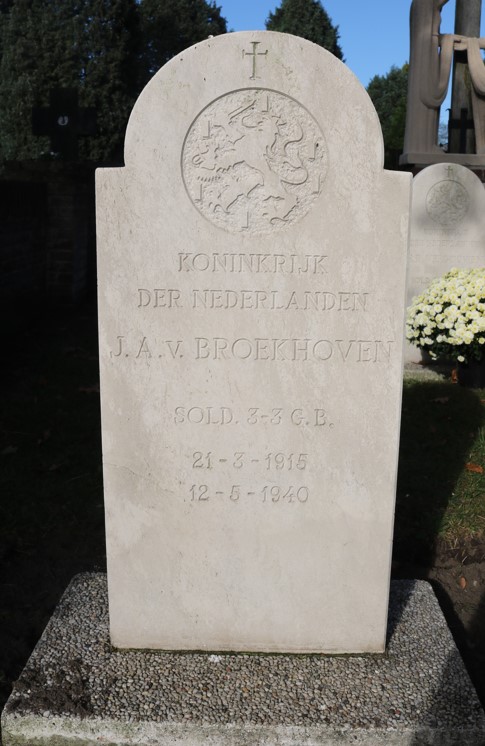 KONINKRIJK
DER NEDERLANDEN
J. A. v. BROEKHOVEN
SOLD. 3-3 G.B.
21-3-1915
12-5-1940